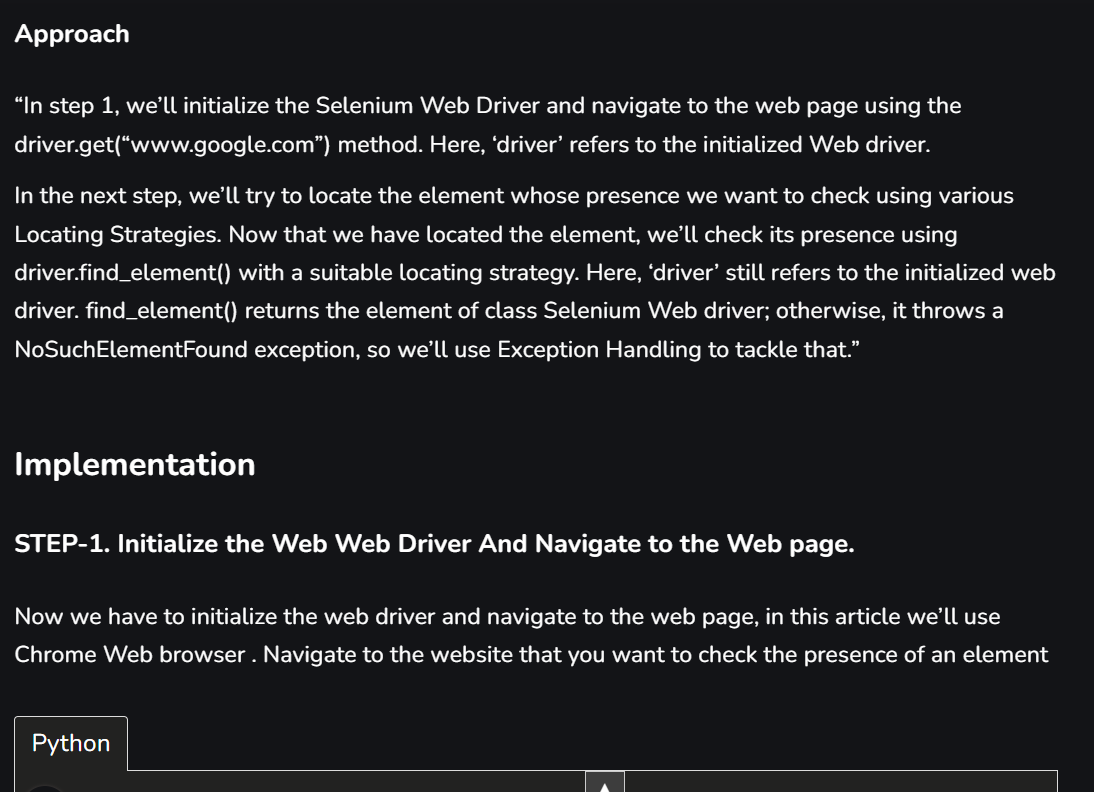 Approach
“In step 1, we’ll initialize the Selenium Web Driver and navigate to the web page using the
driver.get(“www.google.com”) method. Here, ‘driver’ refers to the initialized Web driver.
In the next step, we’ll try to locate the element whose presence we want to check using various
Locating Strategies. Now that we have located the element, we’ll check its presence using
driver.find_element() with a suitable locating strategy. Here, ‘driver’ still refers to the initialized web
driver. find_element() returns the element of class Selenium Web driver; otherwise, it throws a
NoSuchElementFound exception, so we’ll use Exception Handling to tackle that.”
Implementation
STEP-1. Initialize the Web Web Driver And Navigate to the Web page.
Now we have to initialize the web driver and navigate to the web page, in this article we’ll use
Chrome Web browser . Navigate to the website that you want to check the presence of an element
Python